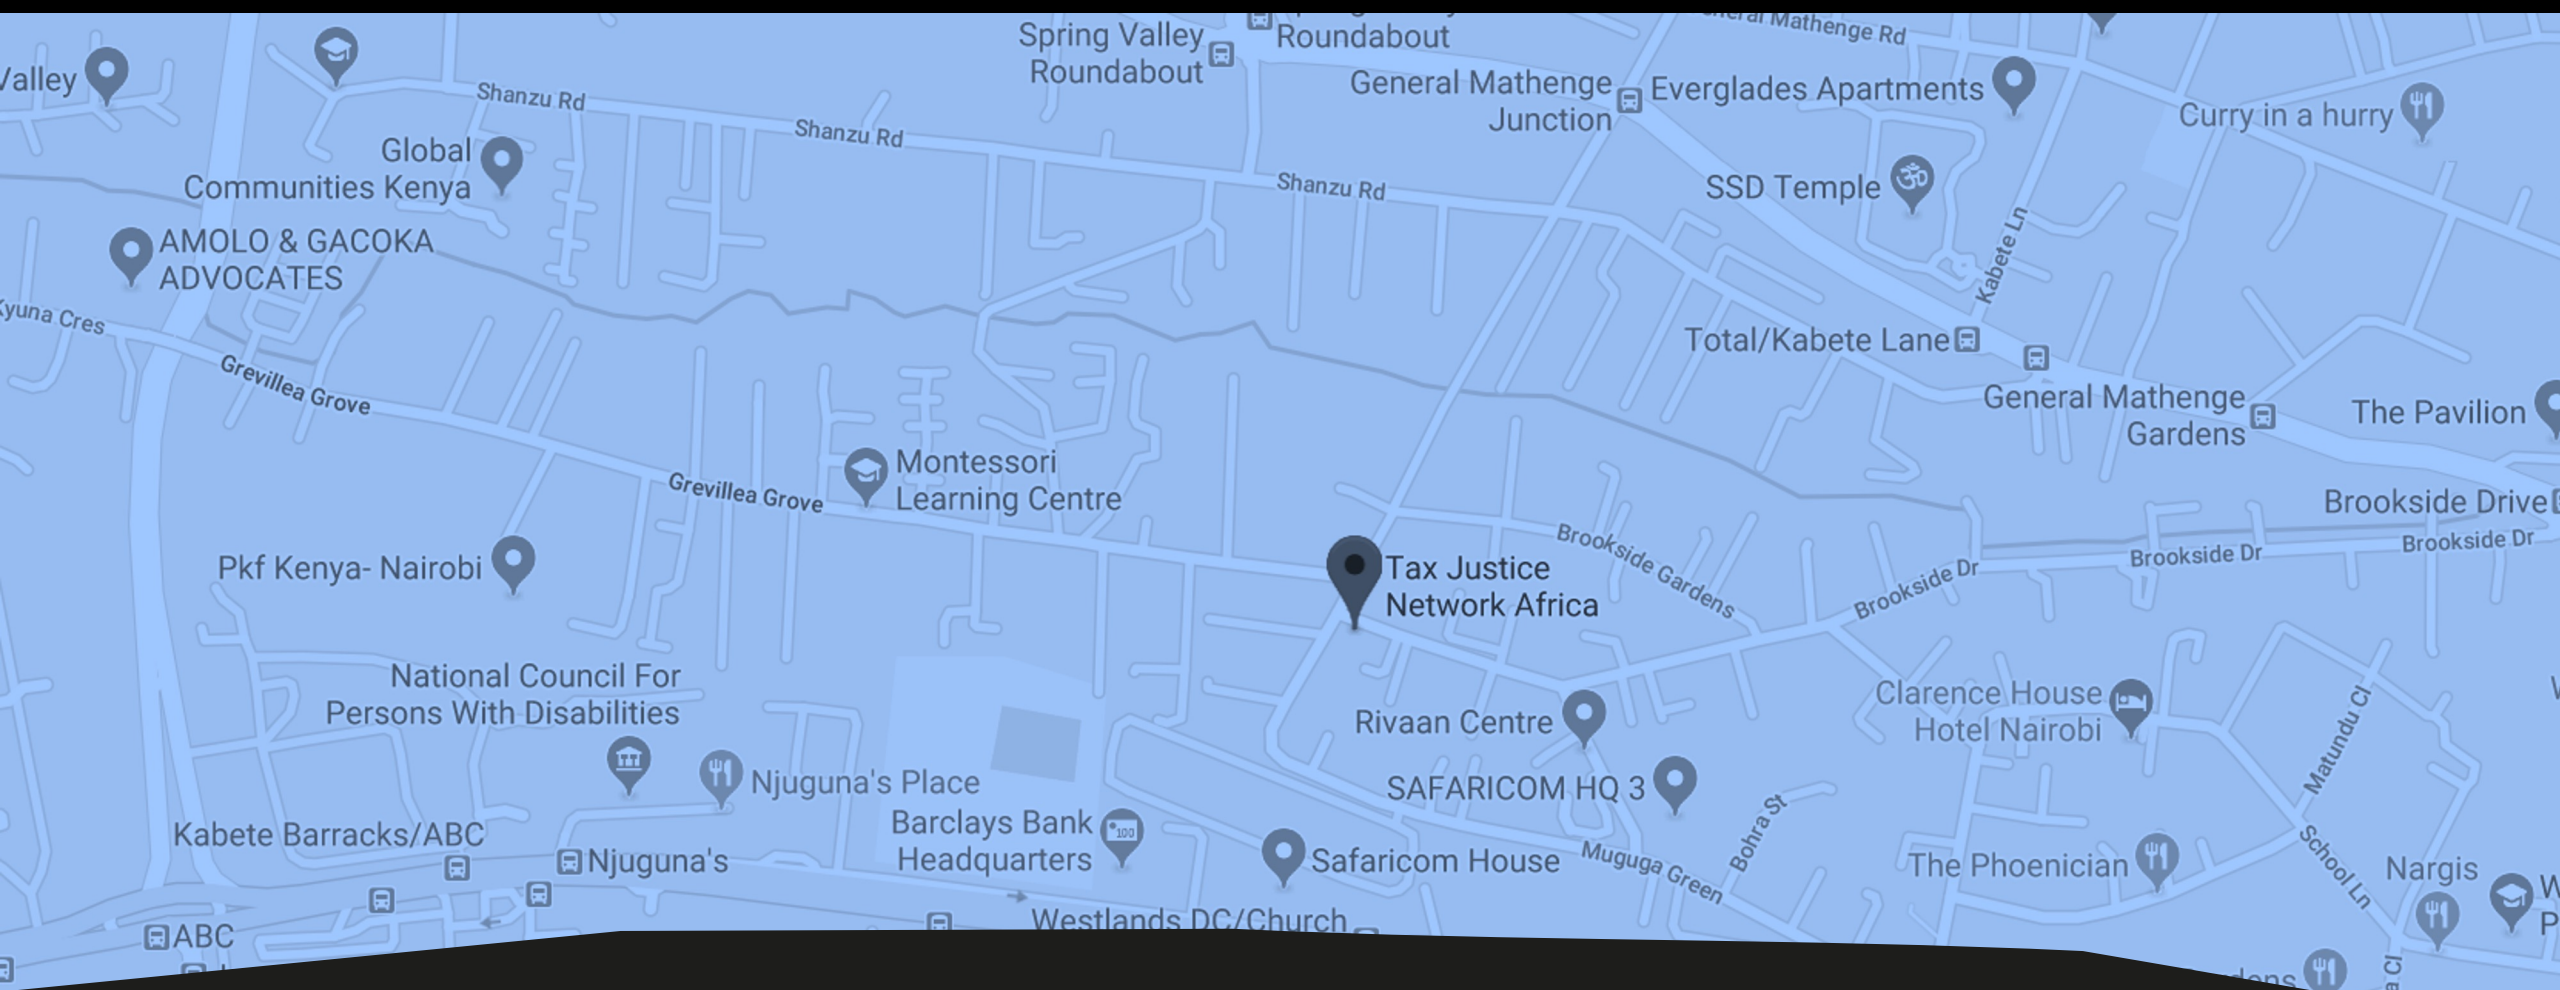 General Mathenge Rd
Spring Valley
Roundabout
Roundabout
Valley
General Mathenge
Junction
Everglades Apartments
Shanzu Rd
Curry in a hurry
Shanzu Rd
Global
Communities Kenya
Shanzu Rd
SSD Temple
AMOLO & GACOKA
ADVOCATES
Kabete Ln
Kyuna Cres
Total/Kabete Lane
Grevillea Grove
General Mathenge
Gardens
The Pavilion
Montessori
Learning Centre
Grevillea Grove
Brookside Drive
Brookside Gardens
Brookside Dr
Brookside Dr
Brookside Dr
Pkf Kenya- Nairobi
Tax Justice
Network Africa
National Council For
Persons With Disabilities
Clarence House
Hotel Nairobi
Rivaan Centre
Matundu Cl
Njuguna's Place
SAFARICOM HQ 3
100
Barclays Bank
Headquarters
Bohra St
Kabete Barracks/ABC
Njuguna's
Safaricom House
Muguga Green
The Phoenician
School Ln
Nargis
W
P
Westlands DC/Church
ABC
a Cl
dens